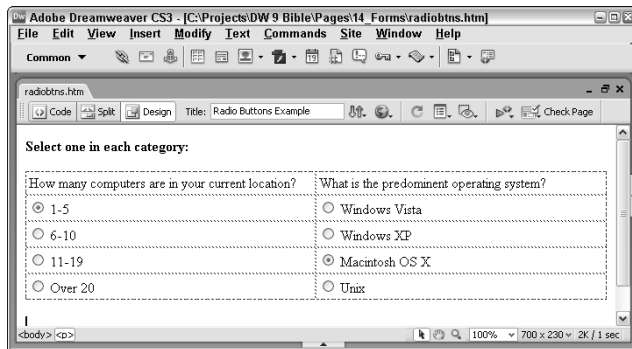 Adobe Dreamweaver CS3 - [C:\Projects\DW 9 Bible\Pages\14_Forms\radiobtns.htm]
File Edit View Insert Modify Text Commands Site Window Help
Common
radiobtns.htm
Code Split Design Title: Radio Buttons Example Check Page
Select one in each category:
How many computers are in your current location? What is the predominent operating system?
1-5 Windows Vista
6-10 Windows XP
11-19 Macintosh OS X
Over 20 Unix
<body> <p> 100% 700 x 230 2K / 1 sec